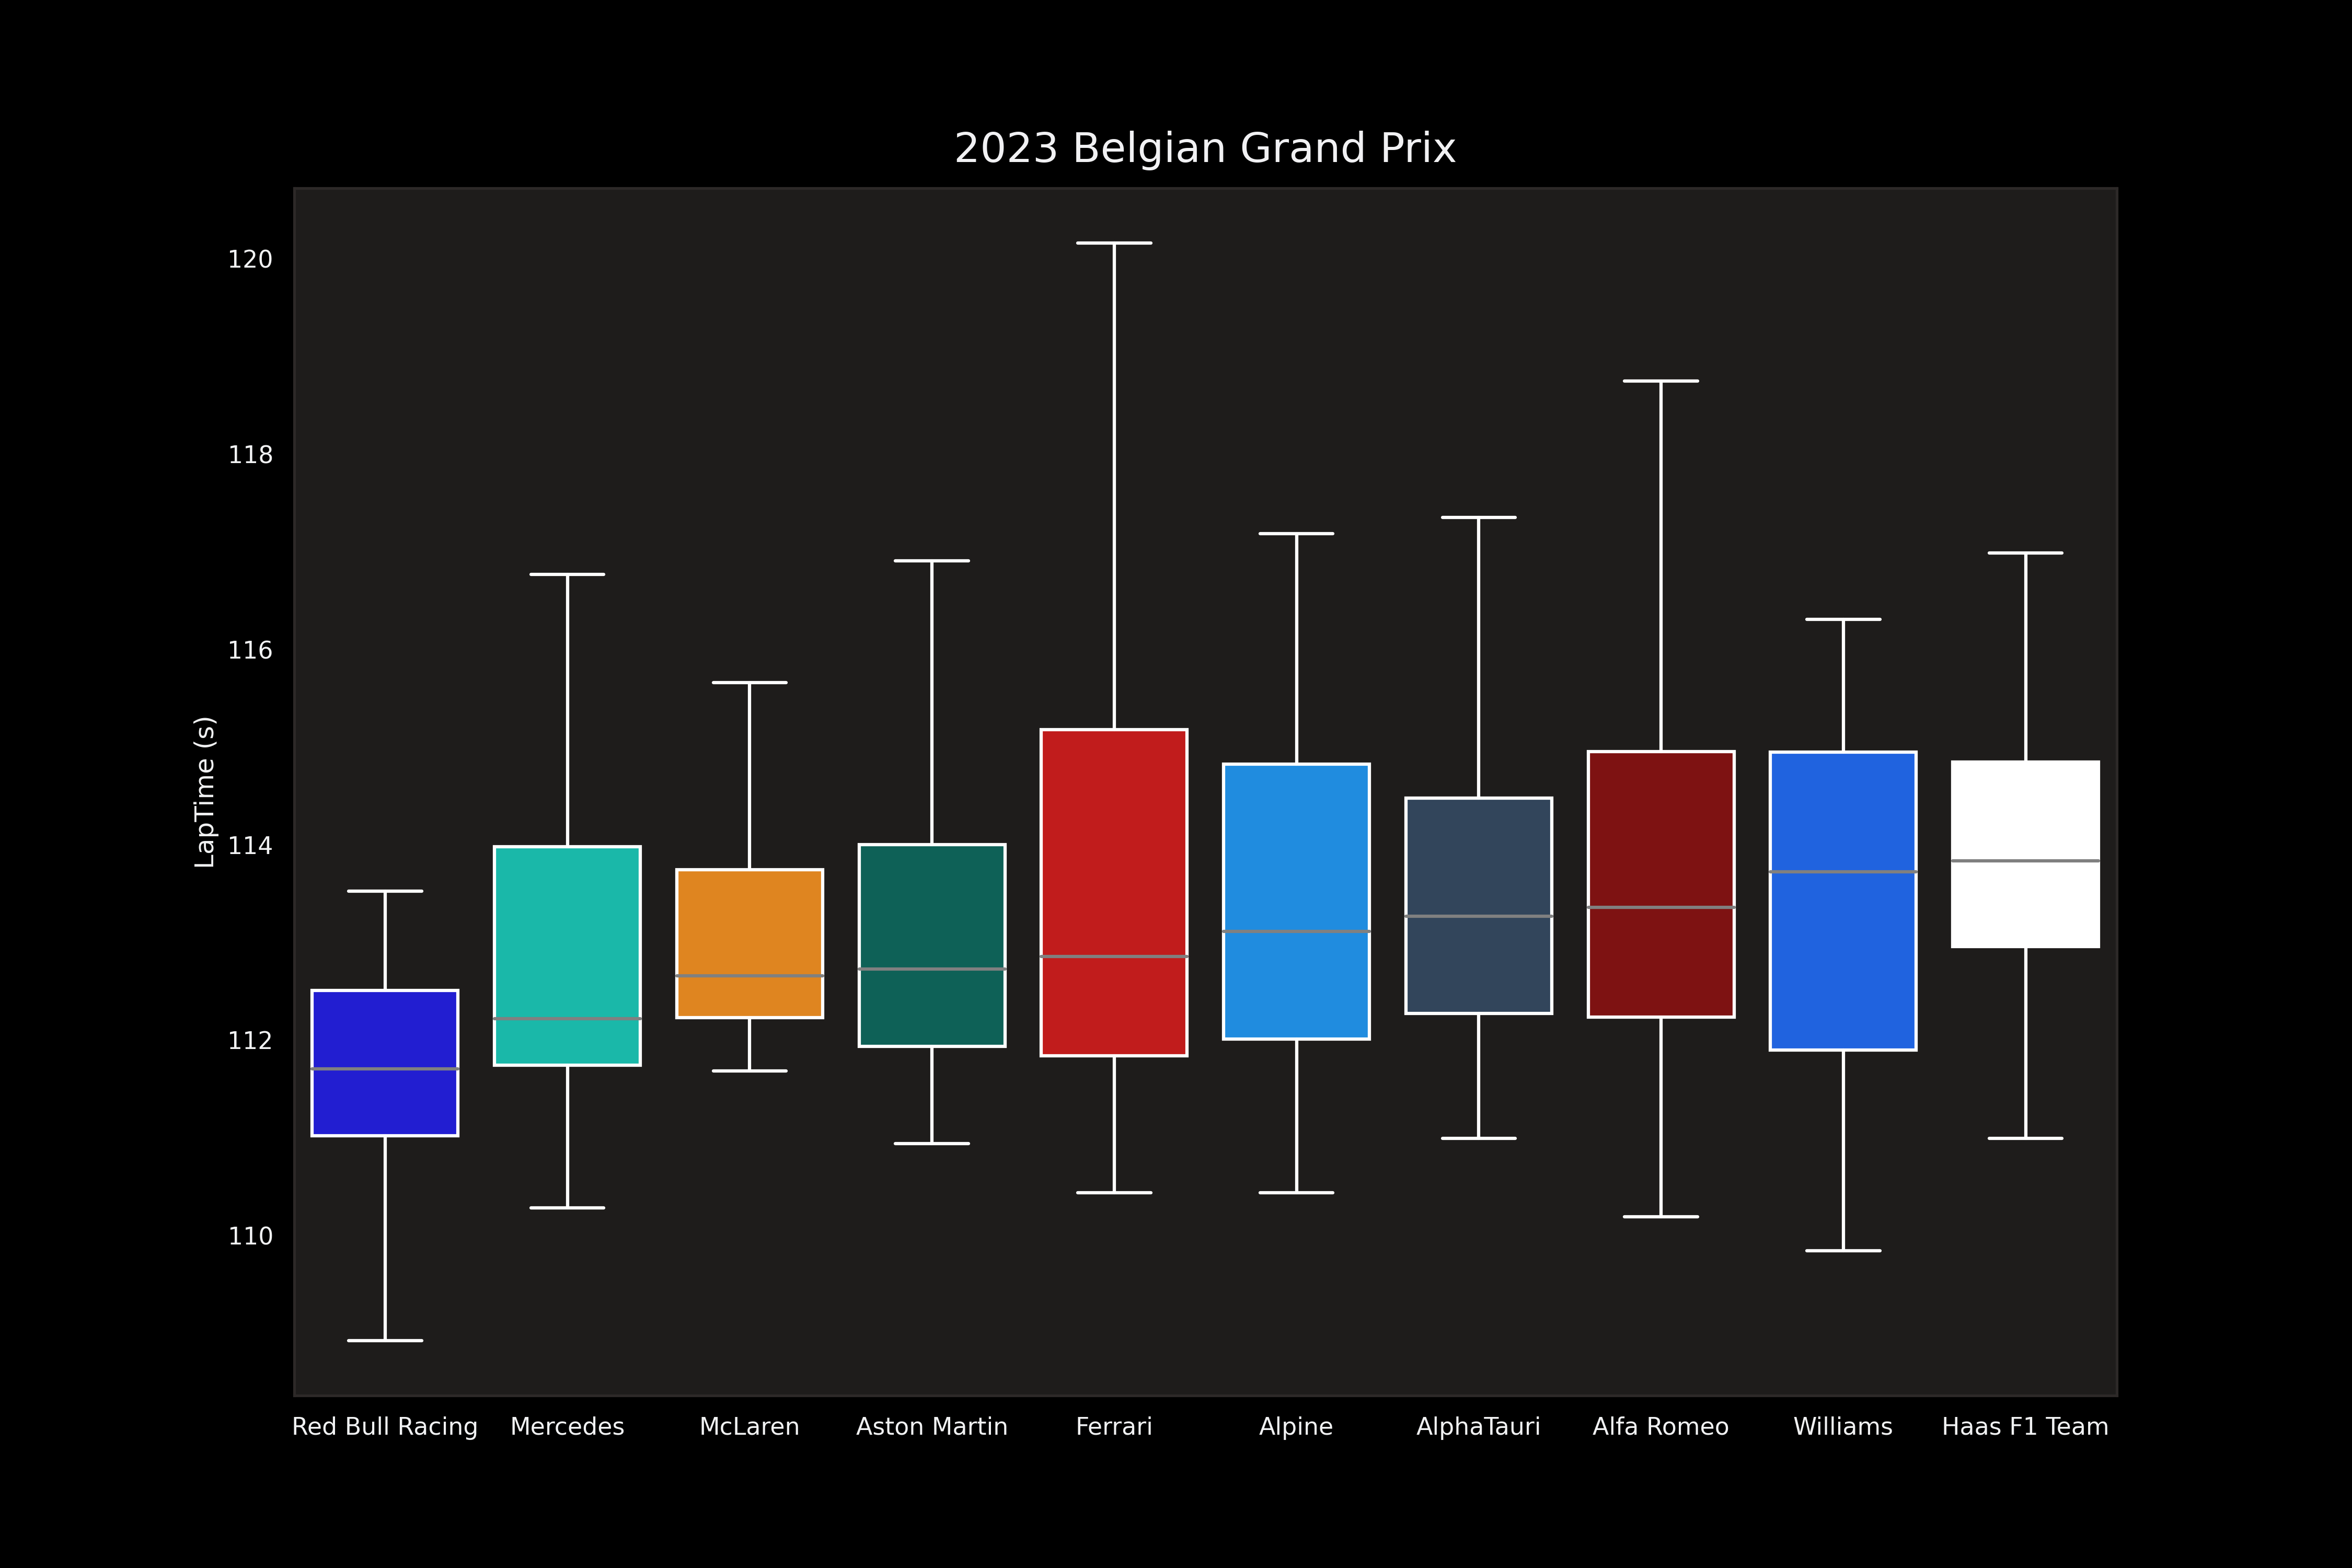 2023 Belgian Grand Prix
LapTime (s)
120
118
116
114
112
110
Red Bull Racing Mercedes McLaren Aston Martin Ferrari Alpine AlphaTauri Alfa Romeo Williams Haas F1 Team